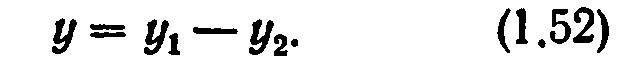 y = y₁ — y₂. (1.52)